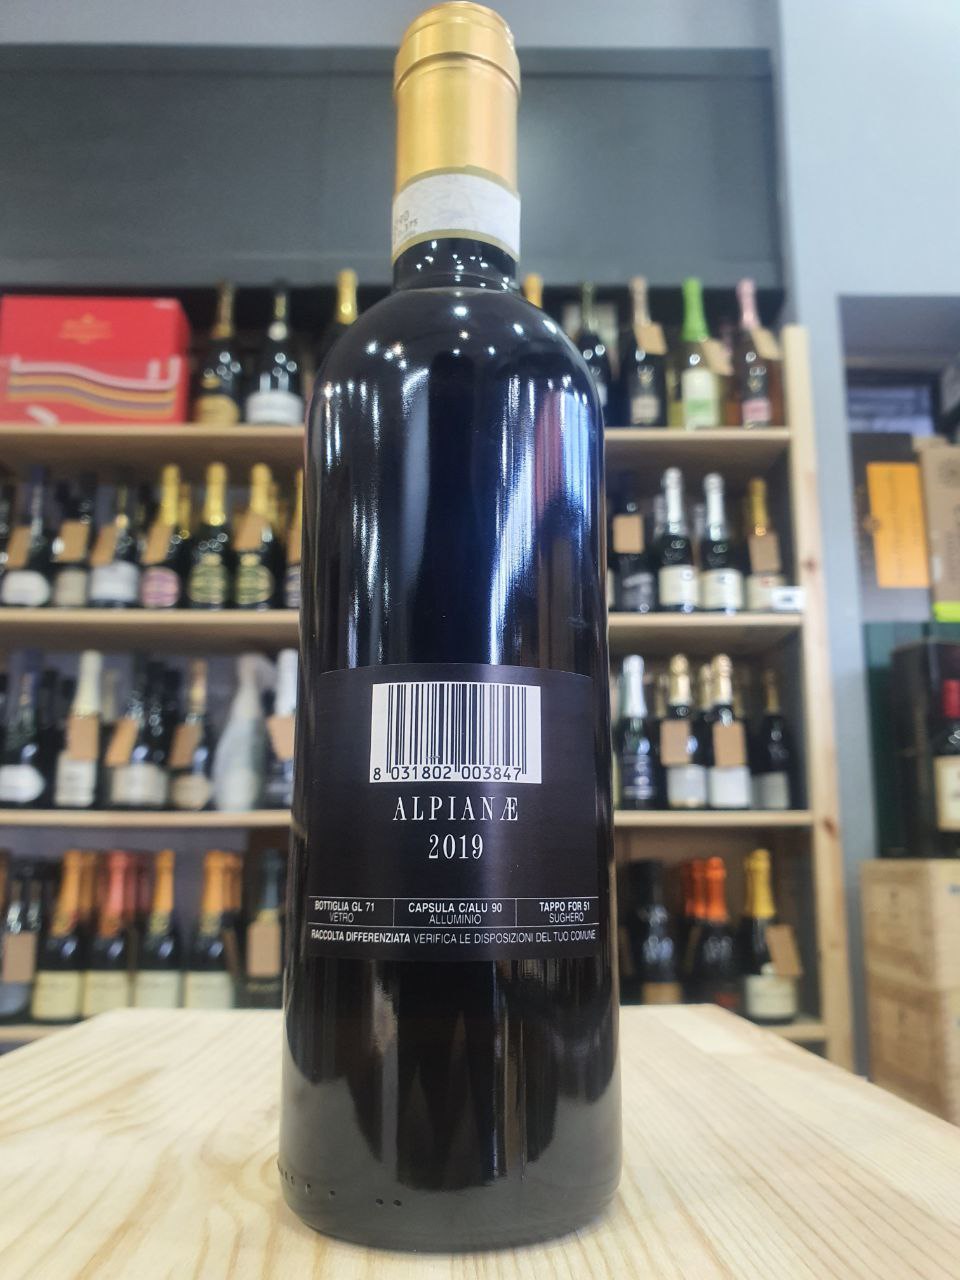 8 031802 003847
ALPIANÆ
2019
BOTTIGLIA GL 71 CAPSULA C/ALU 90 TAPPO FOR 51
VETRO ALLUMINIO SUGHERO
RACCOLTA DIFFERENZIATA VERIFICA LE DISPOSIZIONI DEL TUO COMUNE